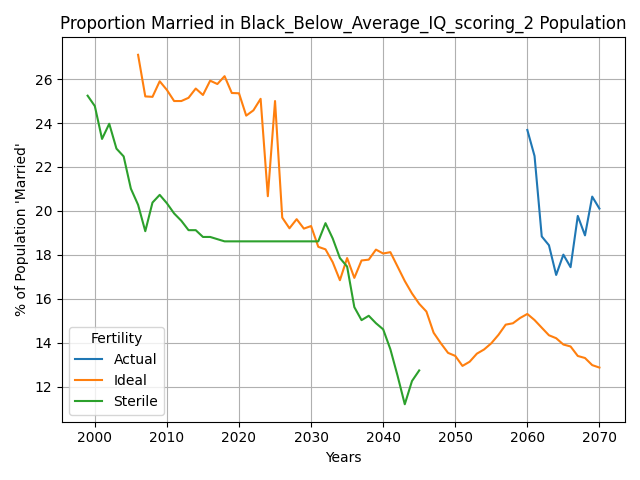 Proportion Married in Black_Below_Average_IQ_scoring_2 Population
% of Population 'Married'
26
24
22
20
18
16
14
12
Fertility
Actual
Ideal
Sterile
2000 2010 2020 2030 2040 2050 2060 2070
Years